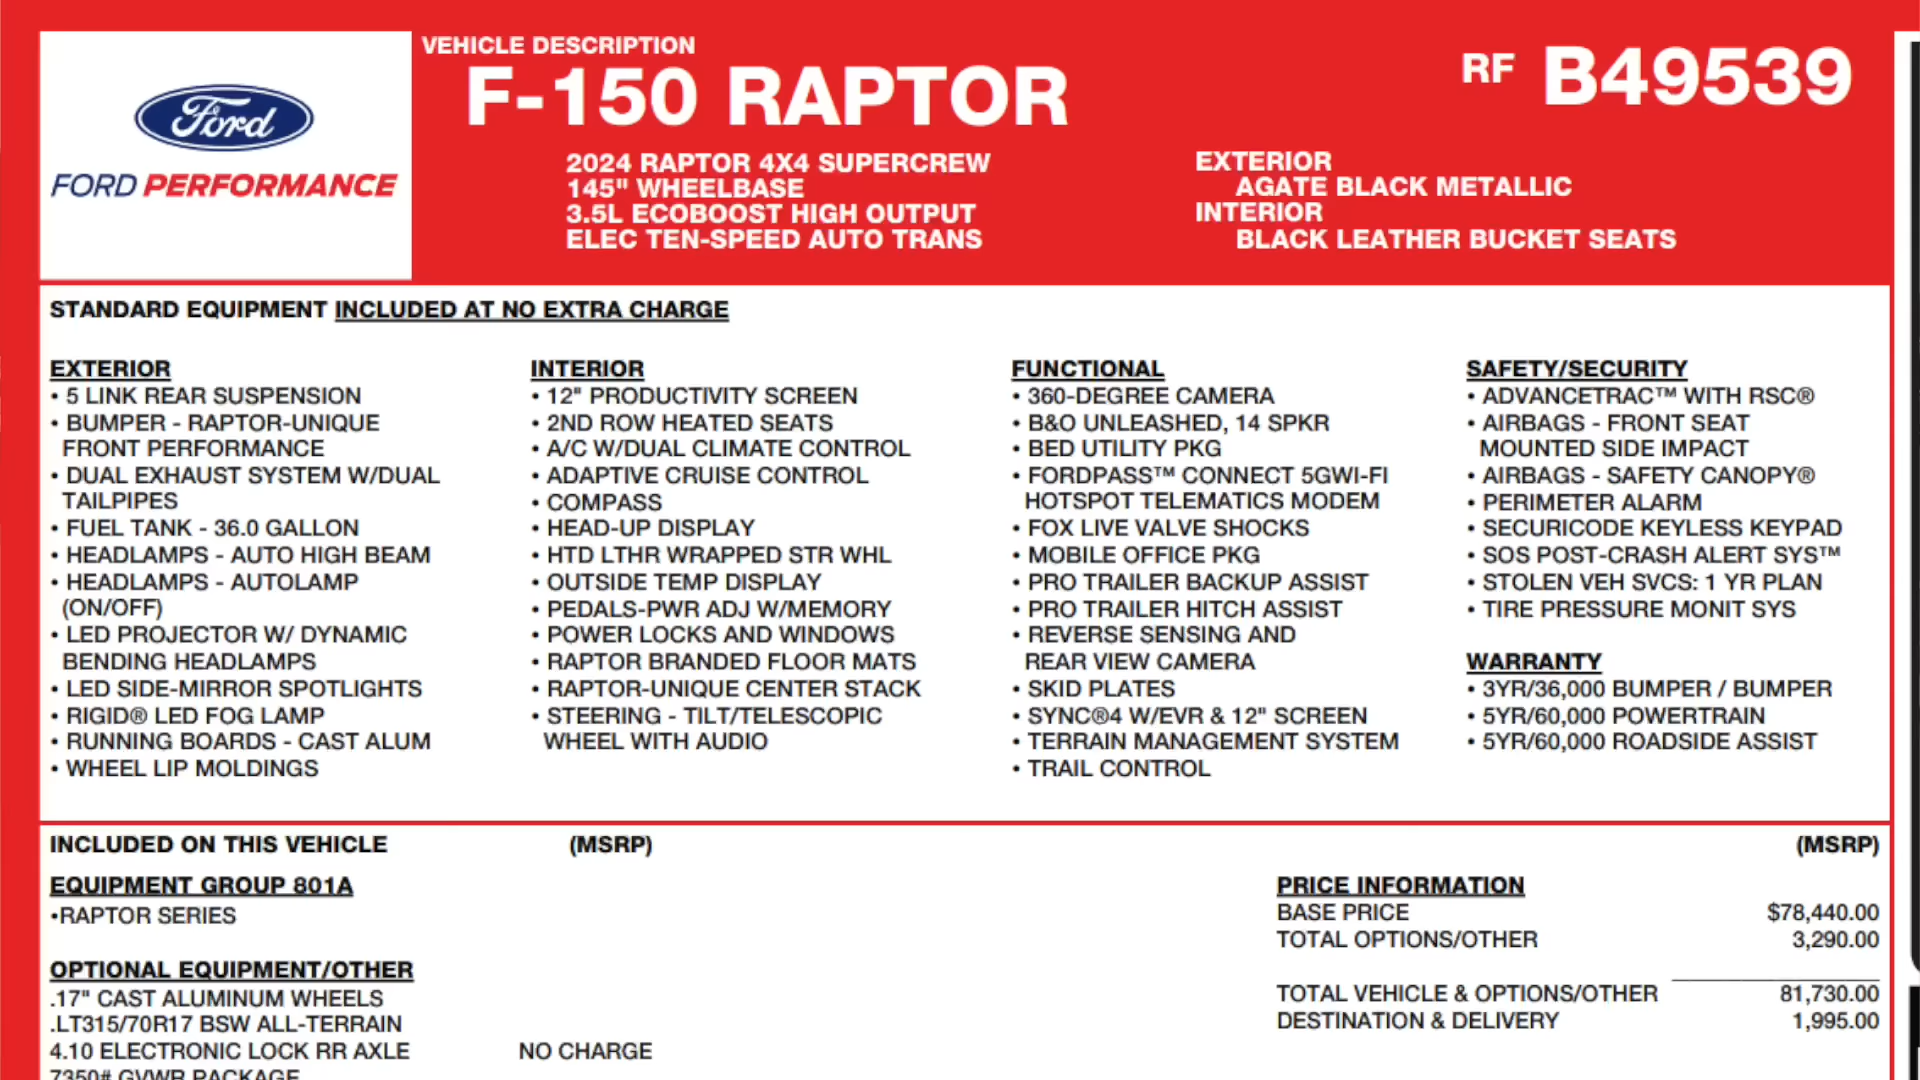 Ford
FORD PERFORMANCE
VEHICLE DESCRIPTION
F-150 RAPTOR
2024 RAPTOR 4X4 SUPERCREW
145" WHEELBASE
3.5L ECOBOOST HIGH OUTPUT
ELEC TEN-SPEED AUTO TRANS
RF B49539
EXTERIOR
AGATE BLACK METALLIC
INTERIOR
BLACK LEATHER BUCKET SEATS
STANDARD EQUIPMENT INCLUDED AT NO EXTRA CHARGE
EXTERIOR
• 5 LINK REAR SUSPENSION
• BUMPER - RAPTOR-UNIQUE
FRONT PERFORMANCE
• DUAL EXHAUST SYSTEM W/DUAL
TAILPIPES
• FUEL TANK - 36.0 GALLON
• HEADLAMPS - AUTO HIGH BEAM
• HEADLAMPS - AUTOLAMP
(ON/OFF)
• LED PROJECTOR W/ DYNAMIC
BENDING HEADLAMPS
• LED SIDE-MIRROR SPOTLIGHTS
• RIGID® LED FOG LAMP
• RUNNING BOARDS - CAST ALUM
• WHEEL LIP MOLDINGS
INTERIOR
• 12" PRODUCTIVITY SCREEN
• 2ND ROW HEATED SEATS
• A/C W/DUAL CLIMATE CONTROL
• ADAPTIVE CRUISE CONTROL
• COMPASS
• HEAD-UP DISPLAY
• HTD LTHR WRAPPED STR WHL
• OUTSIDE TEMP DISPLAY
• PEDALS-PWR ADJ W/MEMORY
• POWER LOCKS AND WINDOWS
• RAPTOR BRANDED FLOOR MATS
• RAPTOR-UNIQUE CENTER STACK
• STEERING - TILT/TELESCOPIC
WHEEL WITH AUDIO
FUNCTIONAL
• 360-DEGREE CAMERA
• B&O UNLEASHED, 14 SPKR
• BED UTILITY PKG
• FORDPASS™ CONNECT 5GWI-FI
HOTSPOT TELEMATICS MODEM
• FOX LIVE VALVE SHOCKS
• MOBILE OFFICE PKG
• PRO TRAILER BACKUP ASSIST
• PRO TRAILER HITCH ASSIST
• REVERSE SENSING AND
REAR VIEW CAMERA
• SKID PLATES
• SYNC®4 W/EVR & 12" SCREEN
• TERRAIN MANAGEMENT SYSTEM
• TRAIL CONTROL
SAFETY/SECURITY
• ADVANCETRAC™ WITH RSC®
• AIRBAGS - FRONT SEAT
MOUNTED SIDE IMPACT
• AIRBAGS - SAFETY CANOPY®
• PERIMETER ALARM
• SECURICODE KEYLESS KEYPAD
• SOS POST-CRASH ALERT SYS™
• STOLEN VEH SVCS: 1 YR PLAN
• TIRE PRESSURE MONIT SYS
WARRANTY
• 3YR/36,000 BUMPER / BUMPER
• 5YR/60,000 POWERTRAIN
• 5YR/60,000 ROADSIDE ASSIST
INCLUDED ON THIS VEHICLE (MSRP)
EQUIPMENT GROUP 801A
•RAPTOR SERIES
OPTIONAL EQUIPMENT/OTHER
.17" CAST ALUMINUM WHEELS
.LT315/70R17 BSW ALL-TERRAIN
4.10 ELECTRONIC LOCK RR AXLE NO CHARGE
7350# GVWR PACKAGE
(MSRP)
PRICE INFORMATION
BASE PRICE $78,440.00
TOTAL OPTIONS/OTHER 3,290.00
TOTAL VEHICLE & OPTIONS/OTHER 81,730.00
DESTINATION & DELIVERY 1,995.00